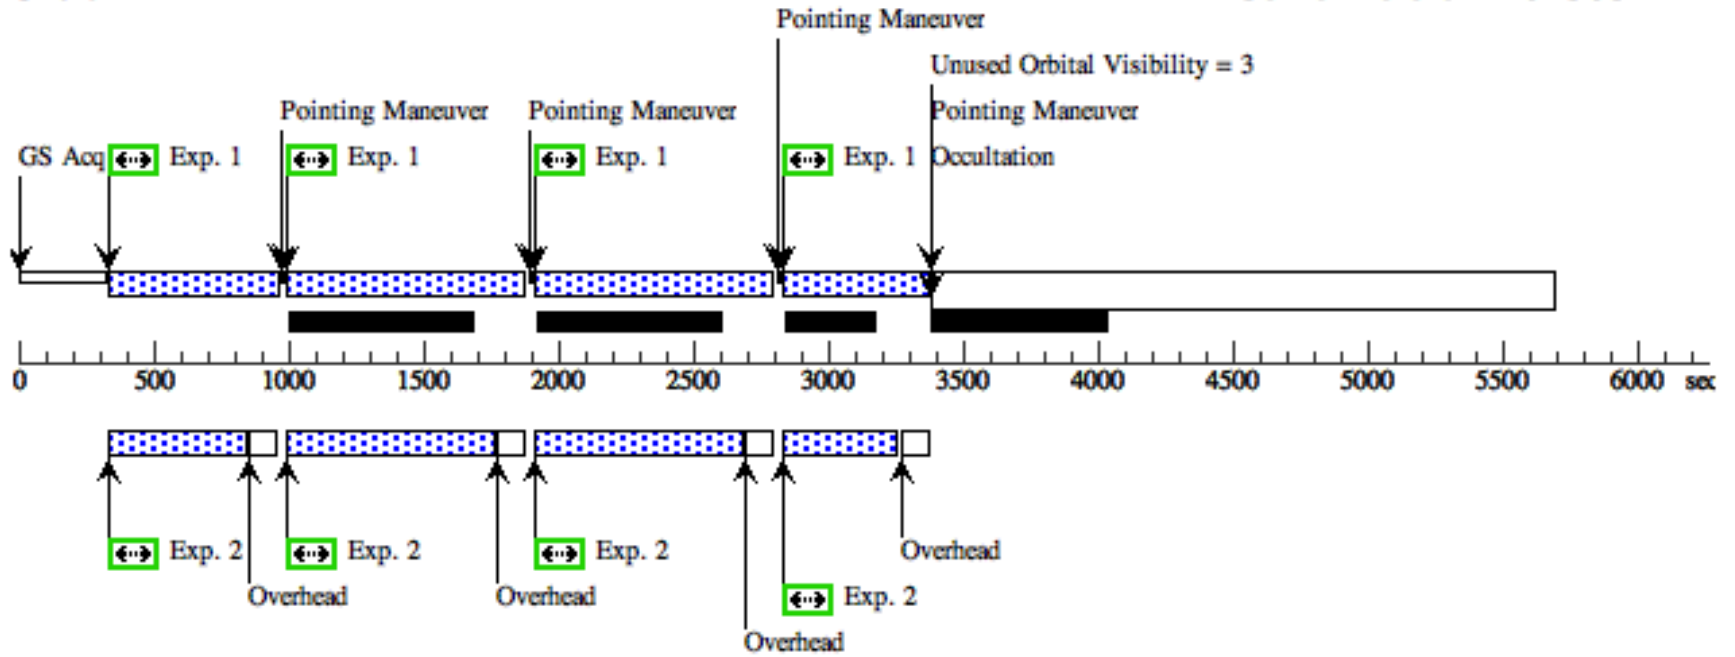 Pointing Maneuver
Unused Orbital Visibility = 3
Pointing Maneuver Pointing Maneuver Pointing Maneuver
GS Acq Exp. 1 Exp. 1 Exp. 1 Exp. 1 Occultation
0 500 1000 1500 2000 2500 3000 3500 4000 4500 5000 5500 6000 sec
Exp. 2 Exp. 2 Exp. 2 Overhead
Overhead Overhead Exp. 2
Overhead